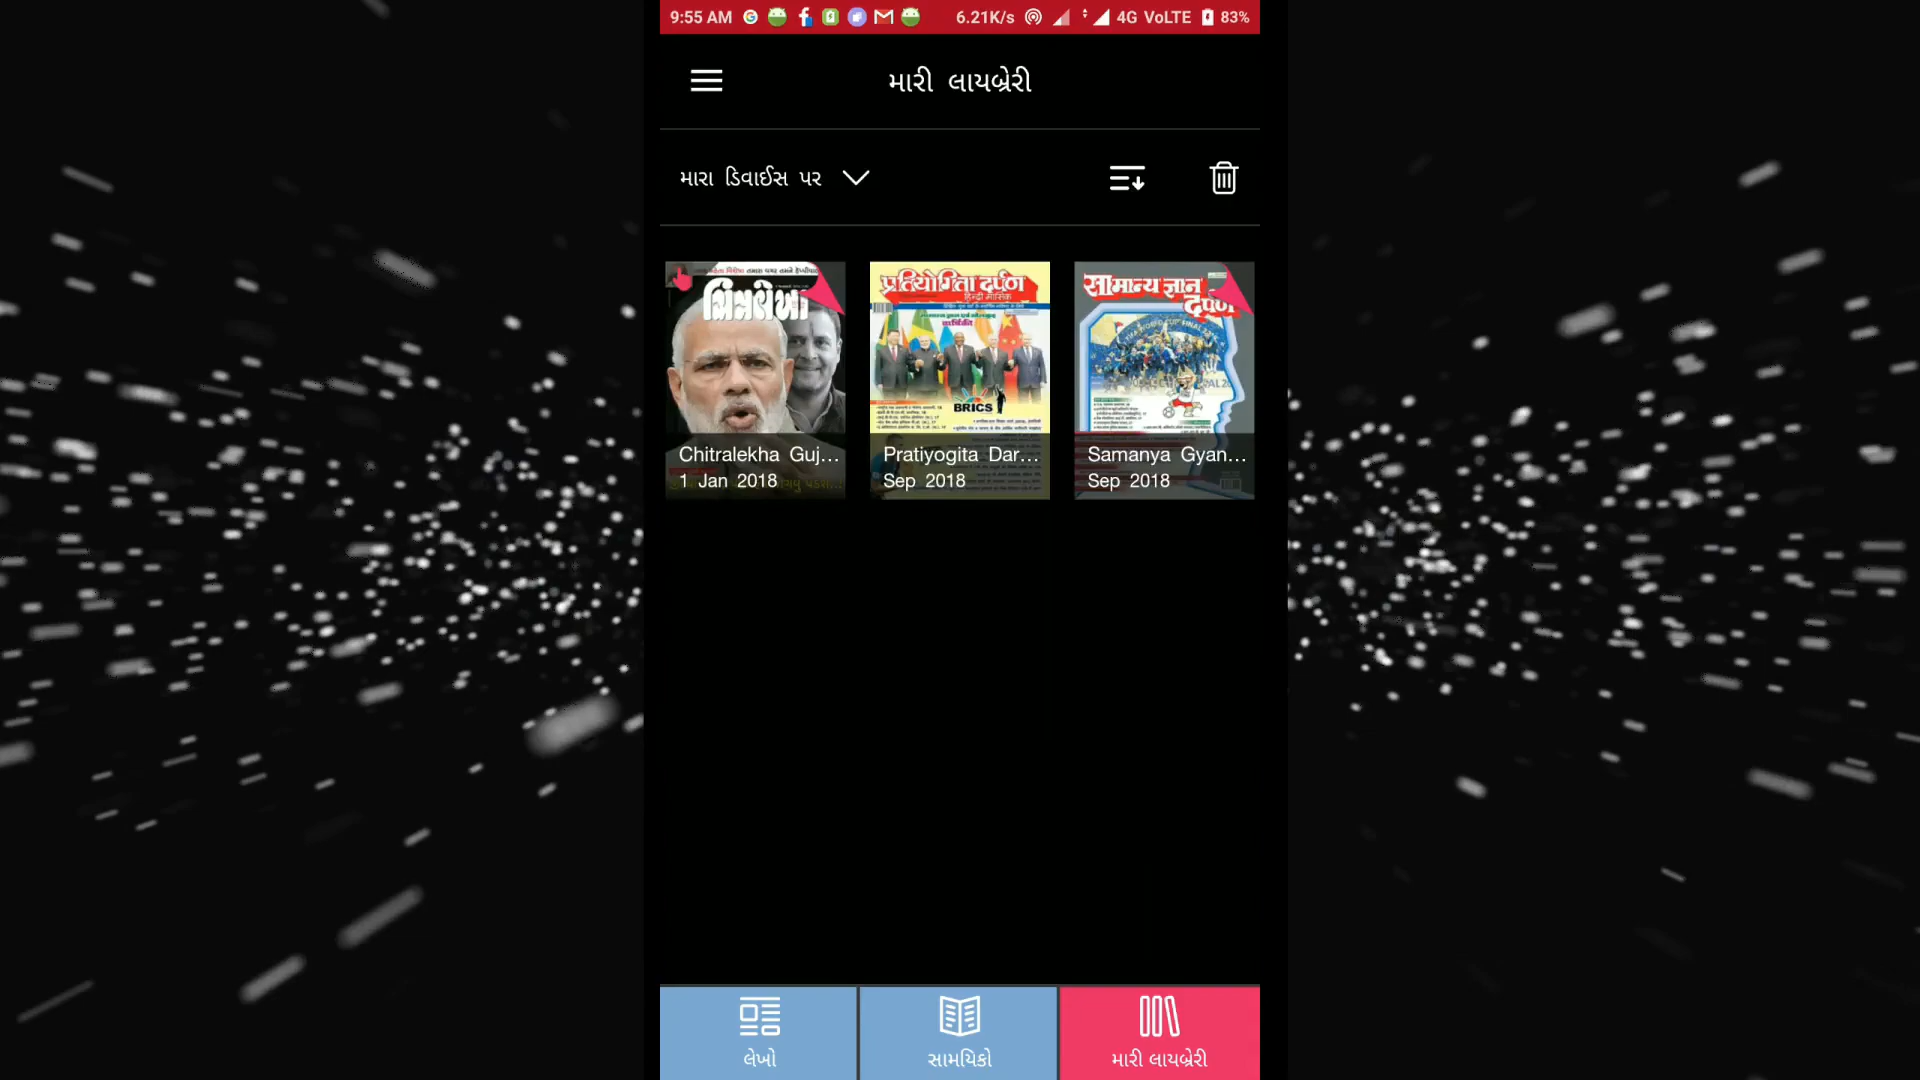 9:55 AM
6.21K/s
4G VoLTE
83%
મારી લાયબ્રેરી
મારા ડિવાઈસ પર
ચિત્રલેખા
Chitralekha Guj...
1 Jan 2018
प्रतियोगिता दर्पण
हिन्दी मासिक
BRICS
Pratiyogita Dar...
Sep 2018
सामान्य ज्ञान
दर्पण
Samanya Gyan...
Sep 2018
લેખો
સામયિકો
મારી લાયબ્રેરી